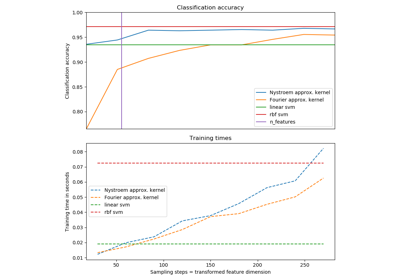 Classification accuracy
Classification accuracy
1.00
0.95
0.90
0.85
0.80
Nystroem approx. kernel
Fourier approx. kernel
linear svm
rbf svm
n_features
Training times
Training time in seconds
0.08
0.07
0.06
0.05
0.04
0.03
0.02
0.01
Nystroem approx. kernel
Fourier approx. kernel
linear svm
rbf svm
50
100
150
200
250
Sampling steps = transformed feature dimension